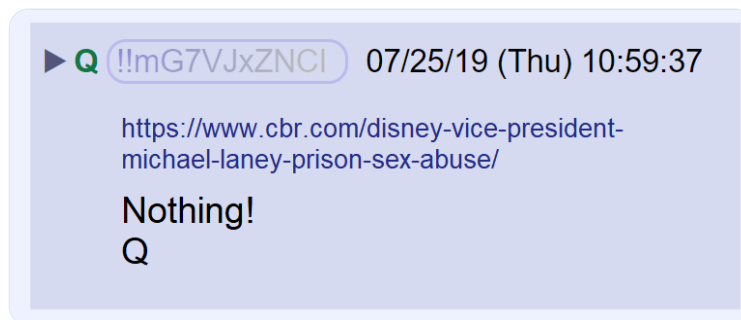 ▶ Q !!mG7VJxZNCI 07/25/19 (Thu) 10:59:37
https://www.cbr.com/disney-vice-president-
michael-laney-prison-sex-abuse/
Nothing!
Q